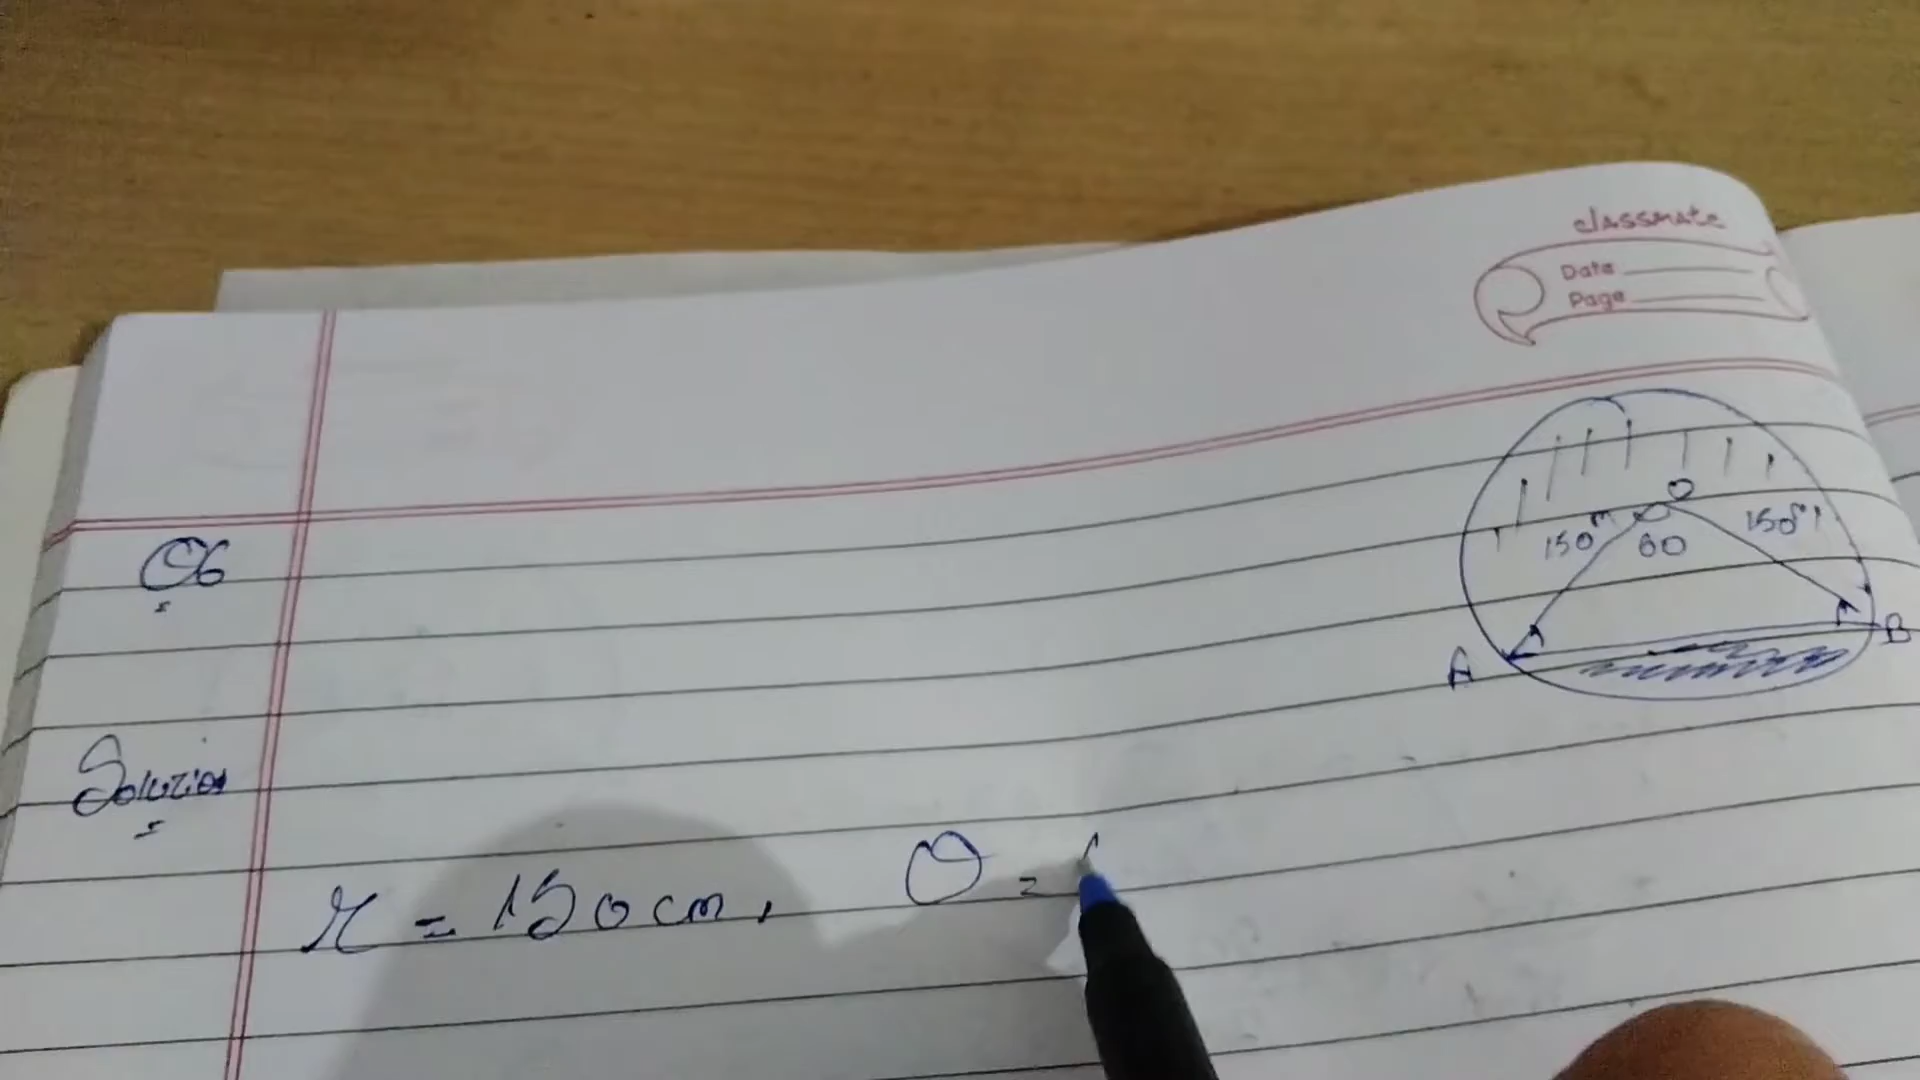 classmate
Date
Page
O
150 60 150
A B
Q6
Solution
r = 150 cm, θ =